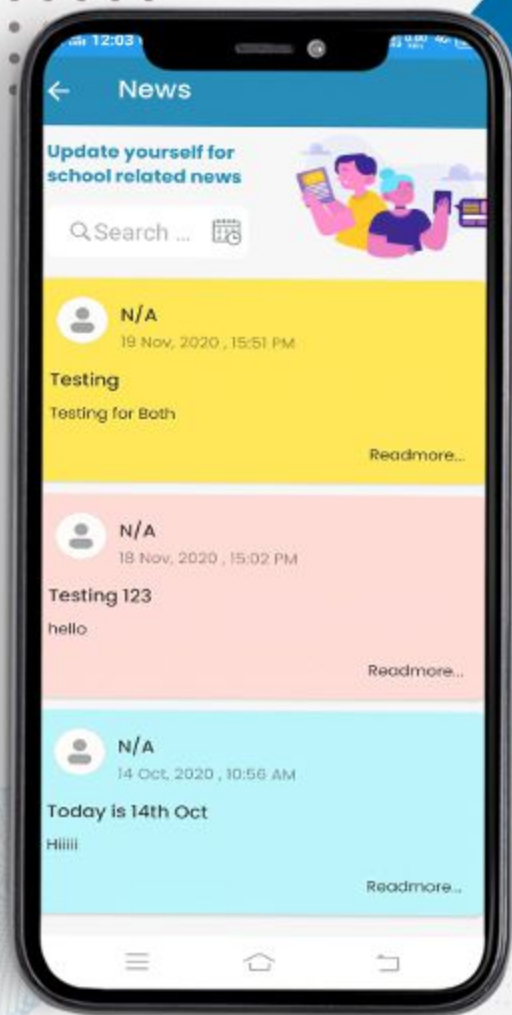 12:03
News
Update yourself for
school related news
Search ...
N/A
19 Nov, 2020 , 15:51 PM
Testing
Testing for Both
Readmore...
N/A
18 Nov, 2020 , 15:02 PM
Testing 123
hello
Readmore...
N/A
14 Oct, 2020 , 10:56 AM
Today is 14th Oct
Hiiiii
Readmore...